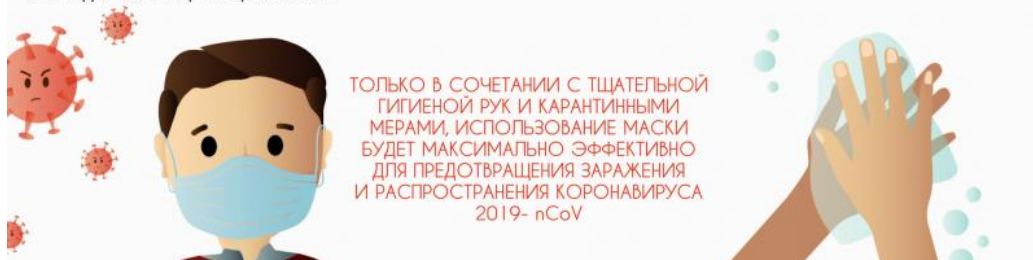 ТОЛЬКО В СОЧЕТАНИИ С ТЩАТЕЛЬНОЙ
ГИГИЕНОЙ РУК И КАРАНТИННЫМИ
МЕРАМИ, ИСПОЛЬЗОВАНИЕ МАСКИ
БУДЕТ МАКСИМАЛЬНО ЭФФЕКТИВНО
ДЛЯ ПРЕДОТВРАЩЕНИЯ ЗАРАЖЕНИЯ
И РАСПРОСТРАНЕНИЯ КОРОНАВИРУСА
2019- nCoV